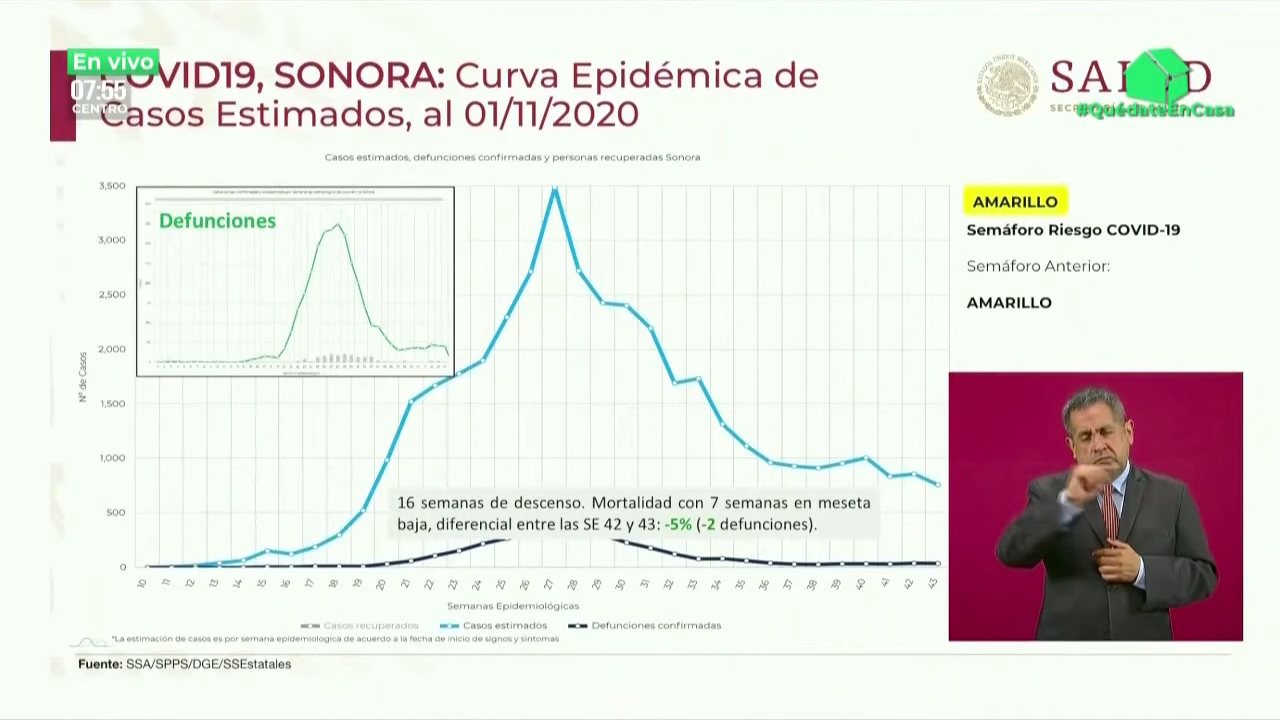 En vivo
07:55
CENTRO
COVID19, SONORA: Curva Epidémica de
Casos Estimados, al 01/11/2020
SALUD
#QuédateEnCasa
Casos estimados, defunciones confirmadas y personas recuperadas Sonora
Defunciones
AMARILLO
Semáforo Riesgo COVID-19
Semáforo Anterior:
AMARILLO
Nº de Casos
3,500
3,000
2,500
2,000
1,500
1,000
500
0
16 semanas de descenso. Mortalidad con 7 semanas en meseta
baja, diferencial entre las SE 42 y 43: -5% (-2 defunciones).
10 11 12 13 14 15 16 17 18 19 20 21 22 23 24 25 26 27 28 29 30 31 32 33 34 35 36 37 38 39 40 41 42 43
Semanas Epidemiológicas
Casos recuperados Casos estimados Defunciones confirmadas
*La estimación de casos es por semana epidemiologica de acuerdo a la fecha de inicio de signos y sintomas
Fuente: SSA/SPPS/DGE/SSEstatales